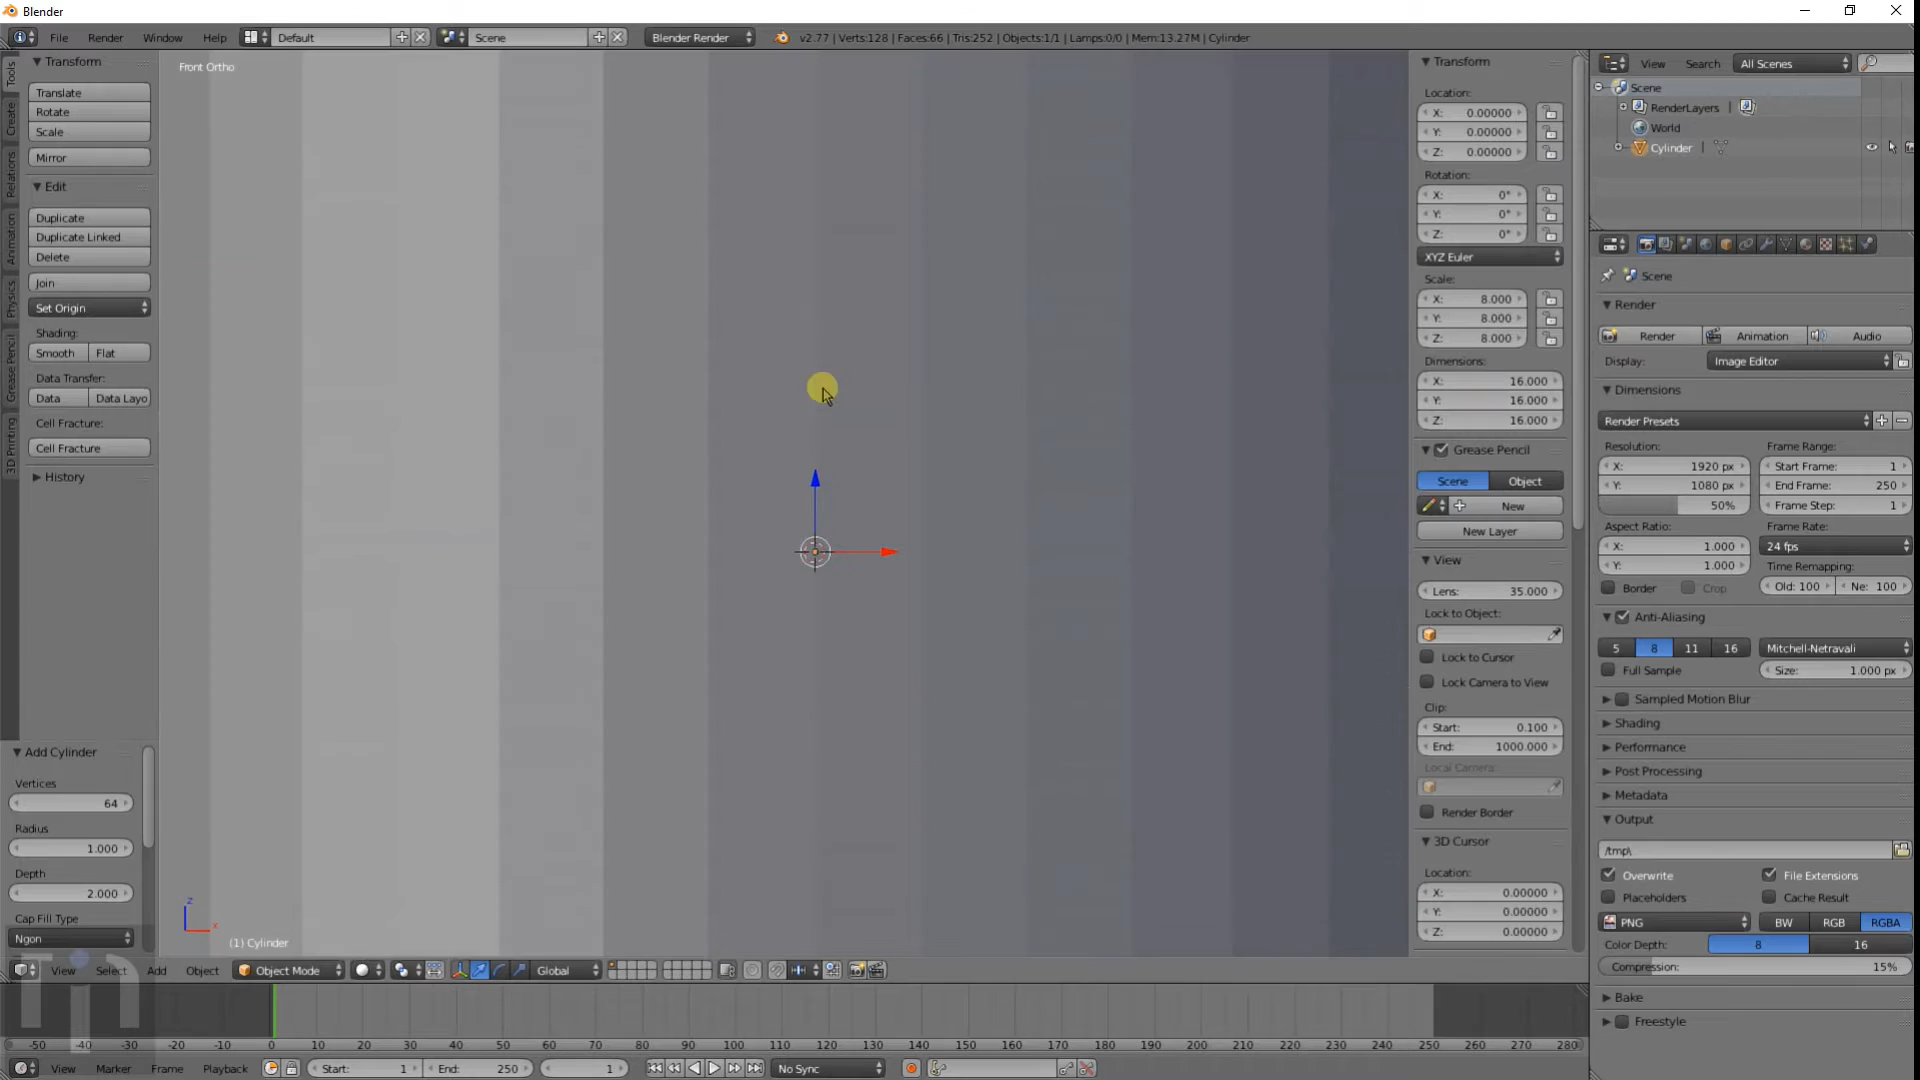 Blender
File Render Window Help Default Scene Blender Render v2.77 | Verts:128 | Faces:66 | Tris:252 | Objects:1/1 | Lamps:0/0 | Mem:13.27M | Cylinder
Tools
Create
Relations
Animation
Physics
Grease Pencil
3D Printing
Transform
Translate
Rotate
Scale
Mirror
Edit
Duplicate
Duplicate Linked
Delete
Join
Set Origin
Shading:
Smooth Flat
Data Transfer:
Data Data Layo
Cell Fracture:
Cell Fracture
History
Add Cylinder
Vertices
64
Radius
1.000
Depth
2.000
Cap Fill Type
Ngon
Front Ortho
z
x
(1) Cylinder
Transform
Location:
X: 0.00000
Y: 0.00000
Z: 0.00000
Rotation:
X: 0°
Y: 0°
Z: 0°
XYZ Euler
Scale:
X: 8.000
Y: 8.000
Z: 8.000
Dimensions:
X: 16.000
Y: 16.000
Z: 16.000
Grease Pencil
Scene Object
New
New Layer
View
Lens: 35.000
Lock to Object:
Lock to Cursor
Lock Camera to View
Clip:
Start: 0.100
End: 1000.000
Local Camera:
Render Border
3D Cursor
Location:
X: 0.00000
Y: 0.00000
Z: 0.00000
View Search All Scenes
Scene
RenderLayers |
World
Cylinder |
Scene
Render
Render Animation Audio
Display: Image Editor
Dimensions
Render Presets
Resolution: Frame Range:
X: 1920 px Start Frame: 1
Y: 1080 px End Frame: 250
50% Frame Step: 1
Aspect Ratio: Frame Rate:
X: 1.000 24 fps
Y: 1.000 Time Remapping:
Border Crop Old: 100 Ne: 100
Anti-Aliasing
5 8 11 16 Mitchell-Netravali
Full Sample Size: 1.000 px
Sampled Motion Blur
Shading
Performance
Post Processing
Metadata
Output
/tmp\
Overwrite File Extensions
Placeholders Cache Result
PNG BW RGB RGBA
Color Depth: 8 16
Compression: 15%
Bake
Freestyle
View Select Add Object Object Mode Global
-50 -40 -30 -20 -10 0 10 20 30 40 50 60 70 80 90 100 110 120 130 140 150 160 170 180 190 200 210 220 230 240 250 260 270 280
View Marker Frame Playback Start: 1 End: 250 1 No Sync